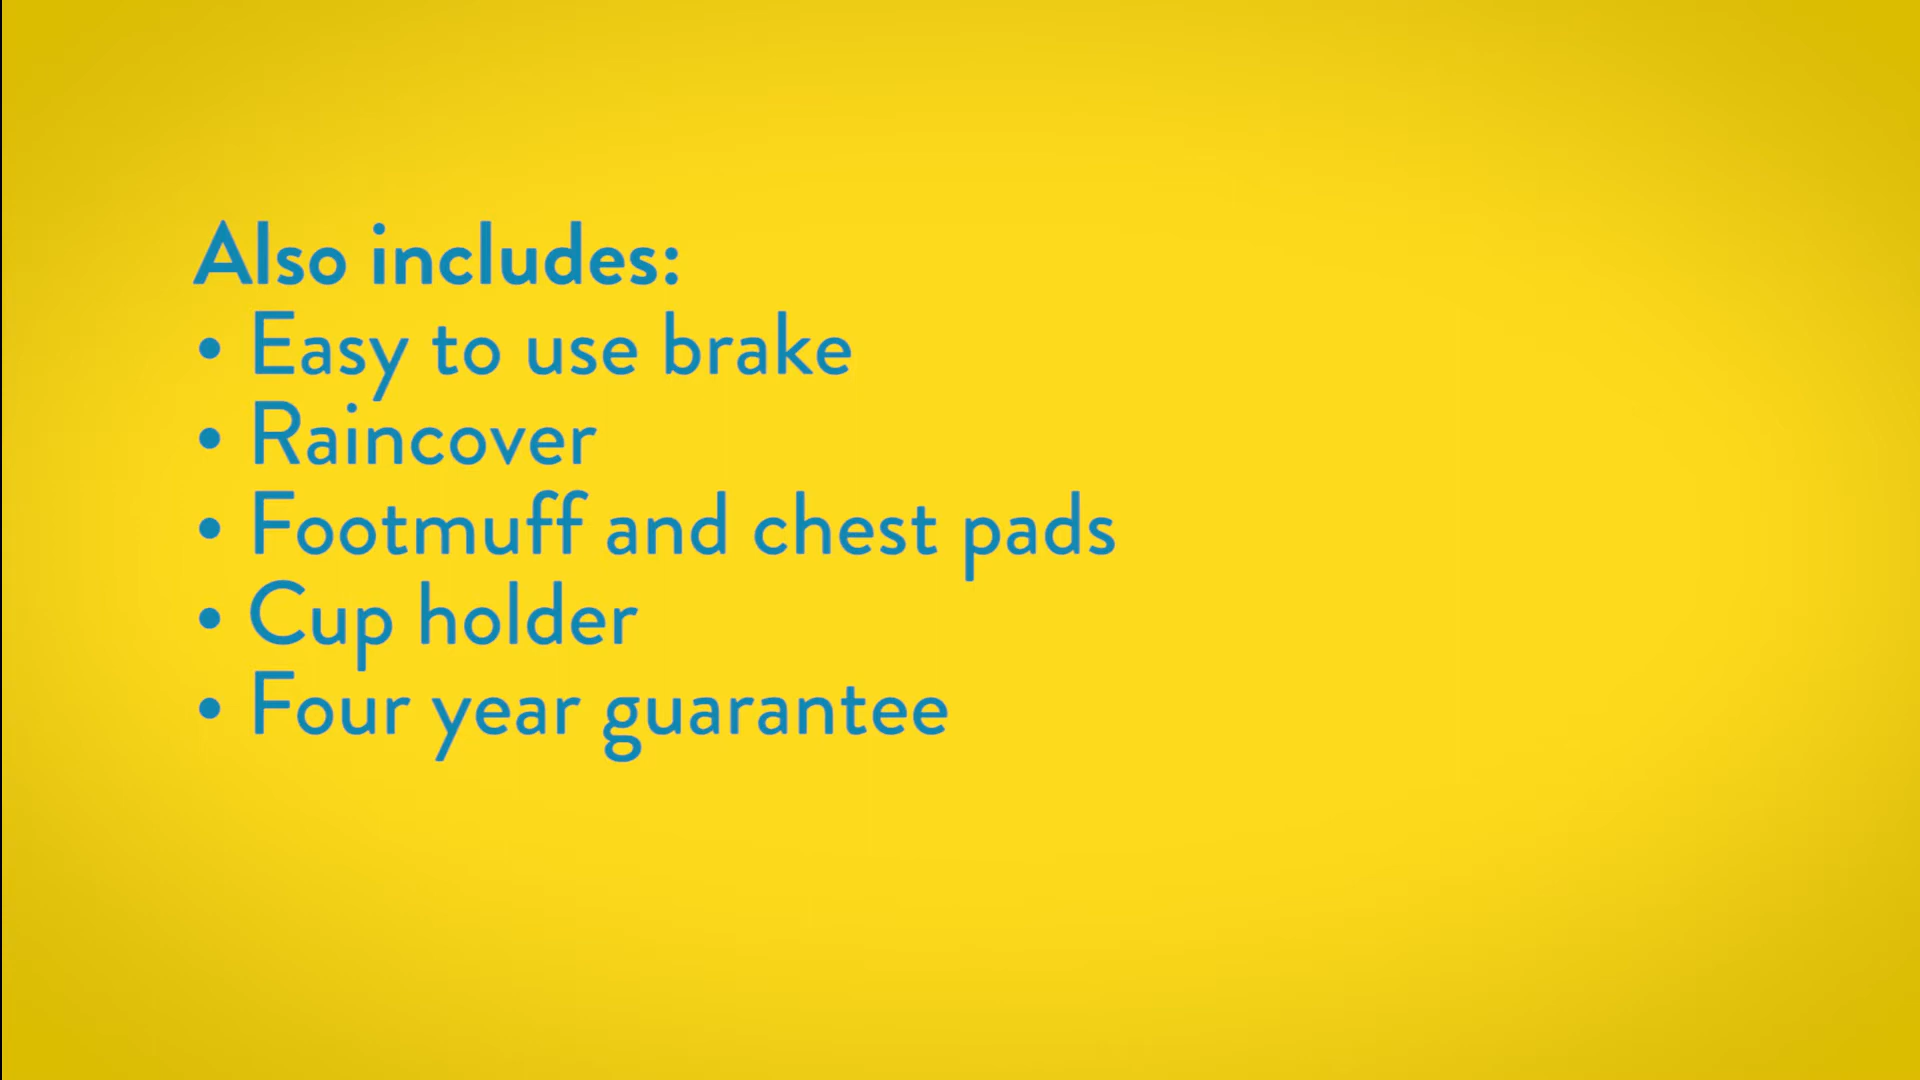 Also includes:
• Easy to use brake
• Raincover
• Footmuff and chest pads
• Cup holder
• Four year guarantee